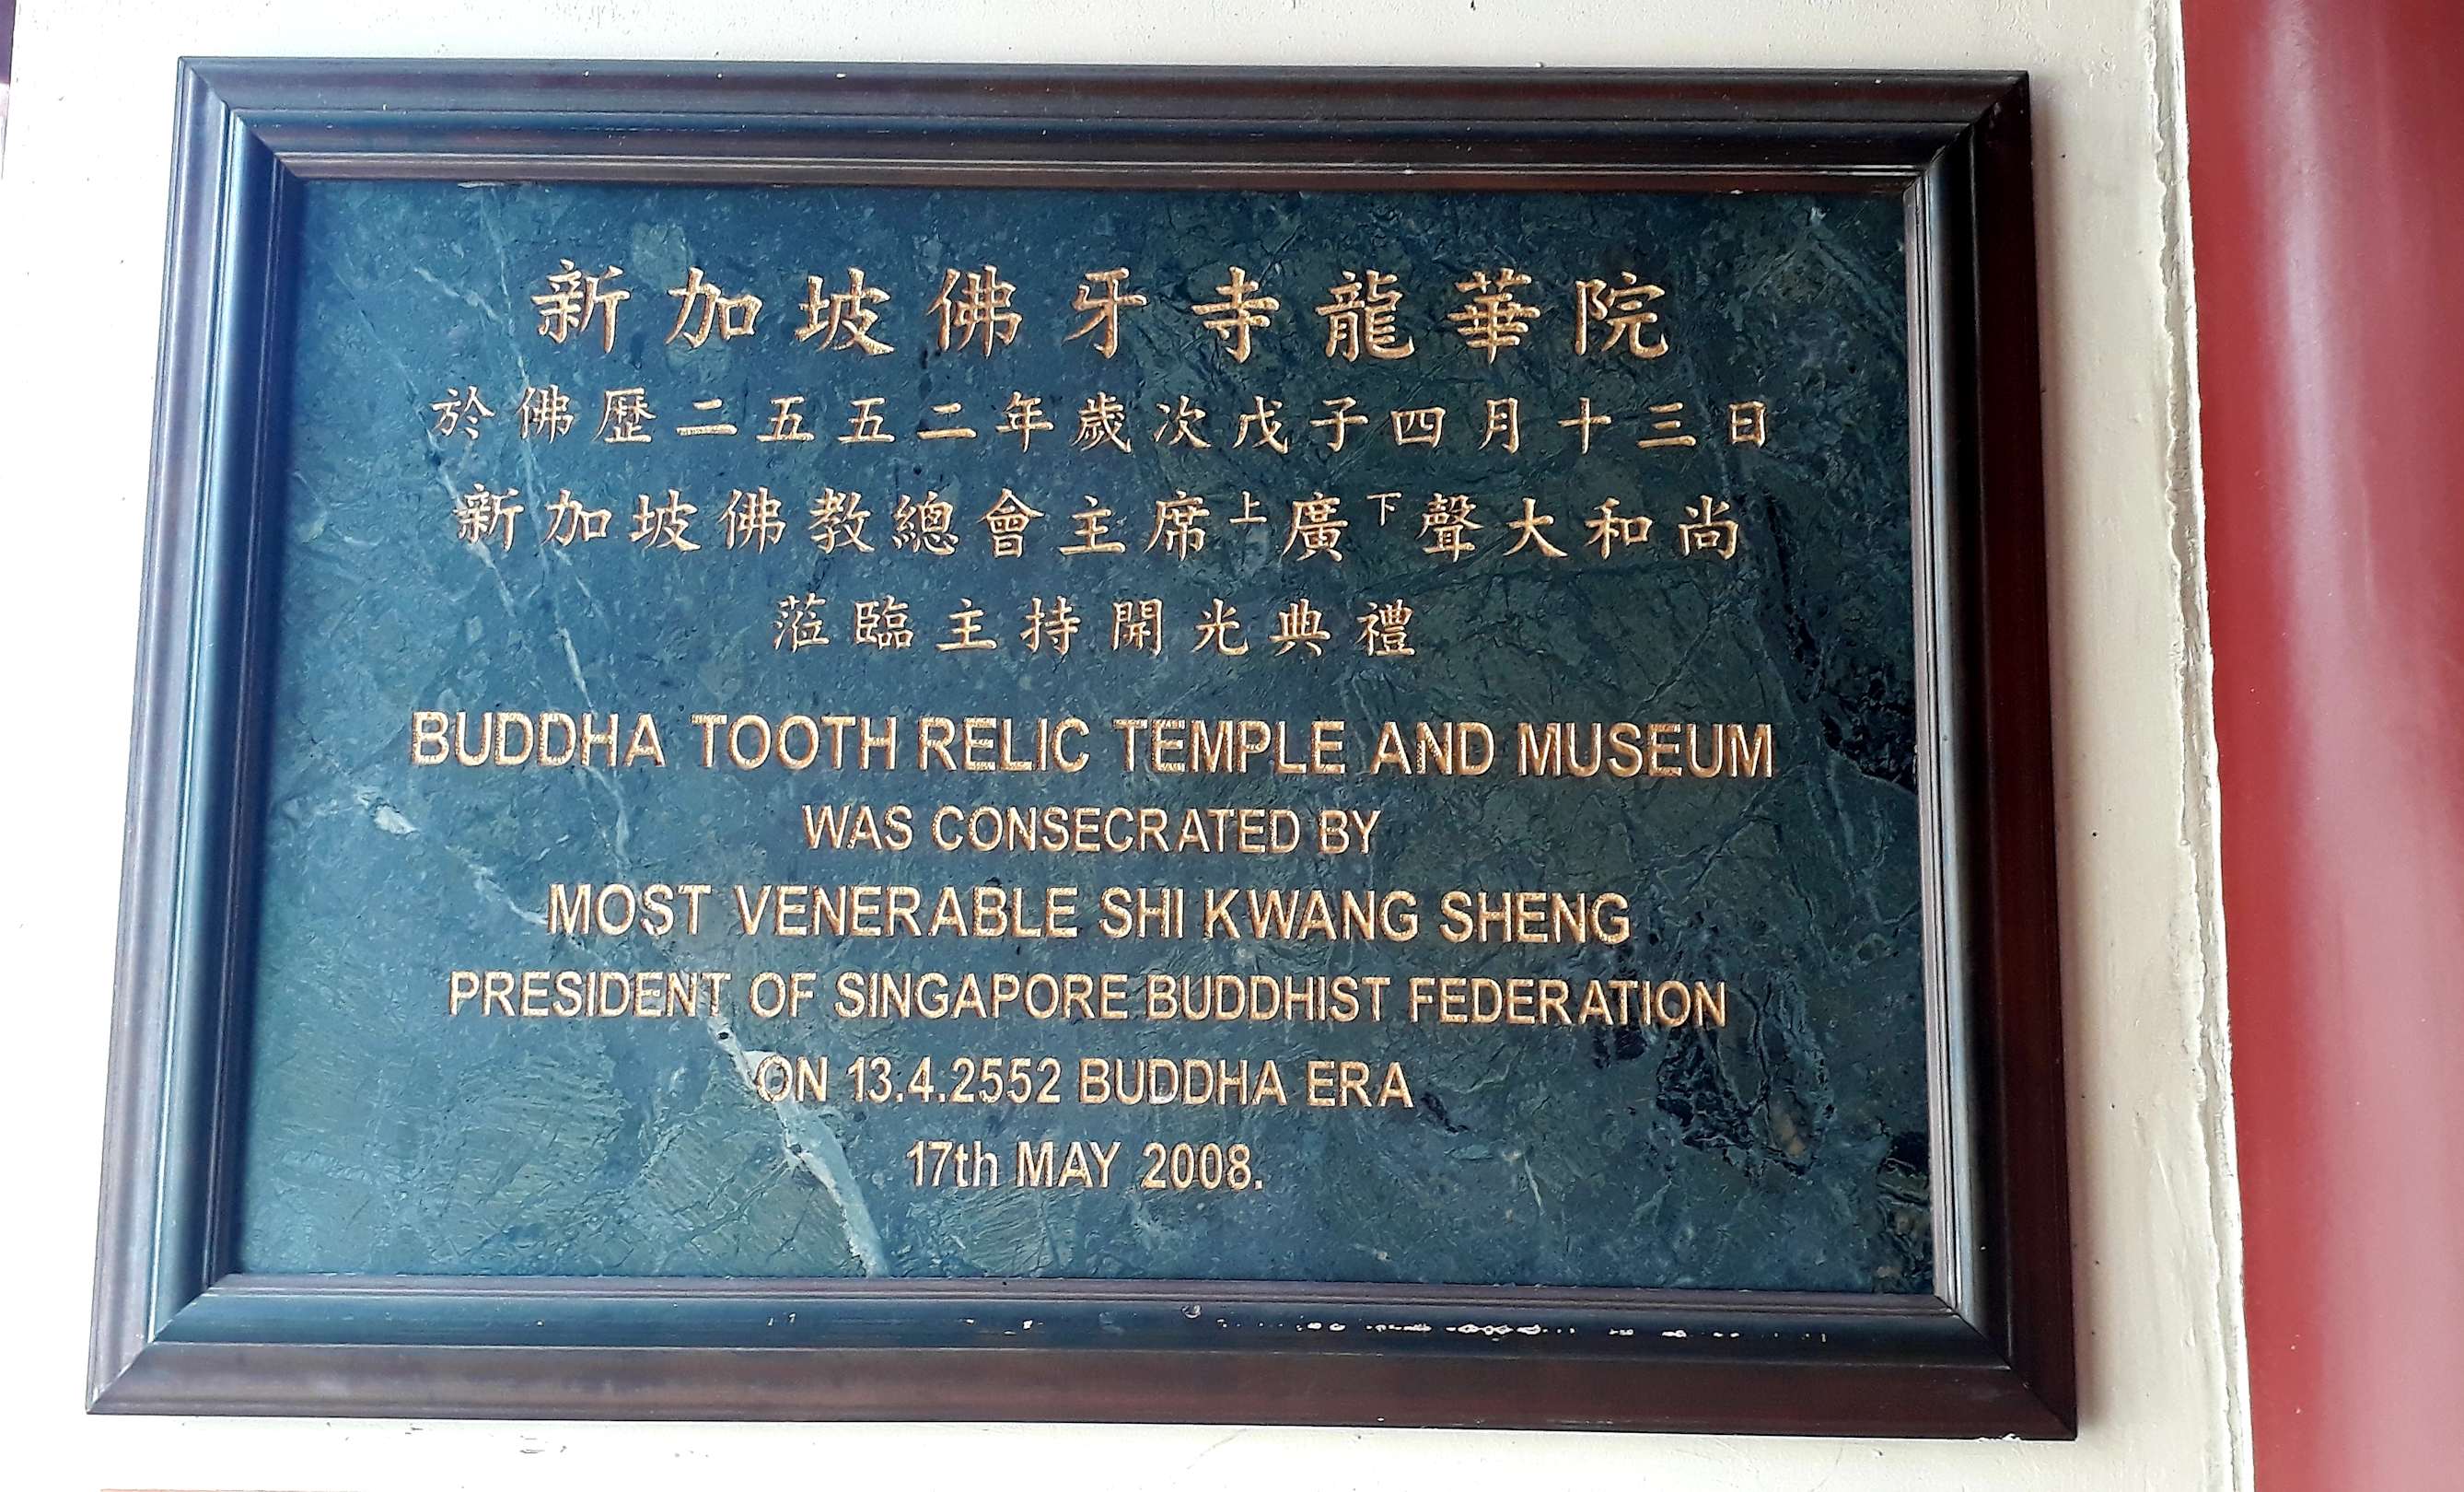 新加坡佛牙寺龍華院
於佛歷二五五二年歲次戊子四月十三日
新加坡佛教總會主席上廣下聲大和尚
蒞臨主持開光典禮
BUDDHA TOOTH RELIC TEMPLE AND MUSEUM
WAS CONSECRATED BY
MOST VENERABLE SHI KWANG SHENG
PRESIDENT OF SINGAPORE BUDDHIST FEDERATION
ON 13.4.2552 BUDDHA ERA
17th MAY 2008.